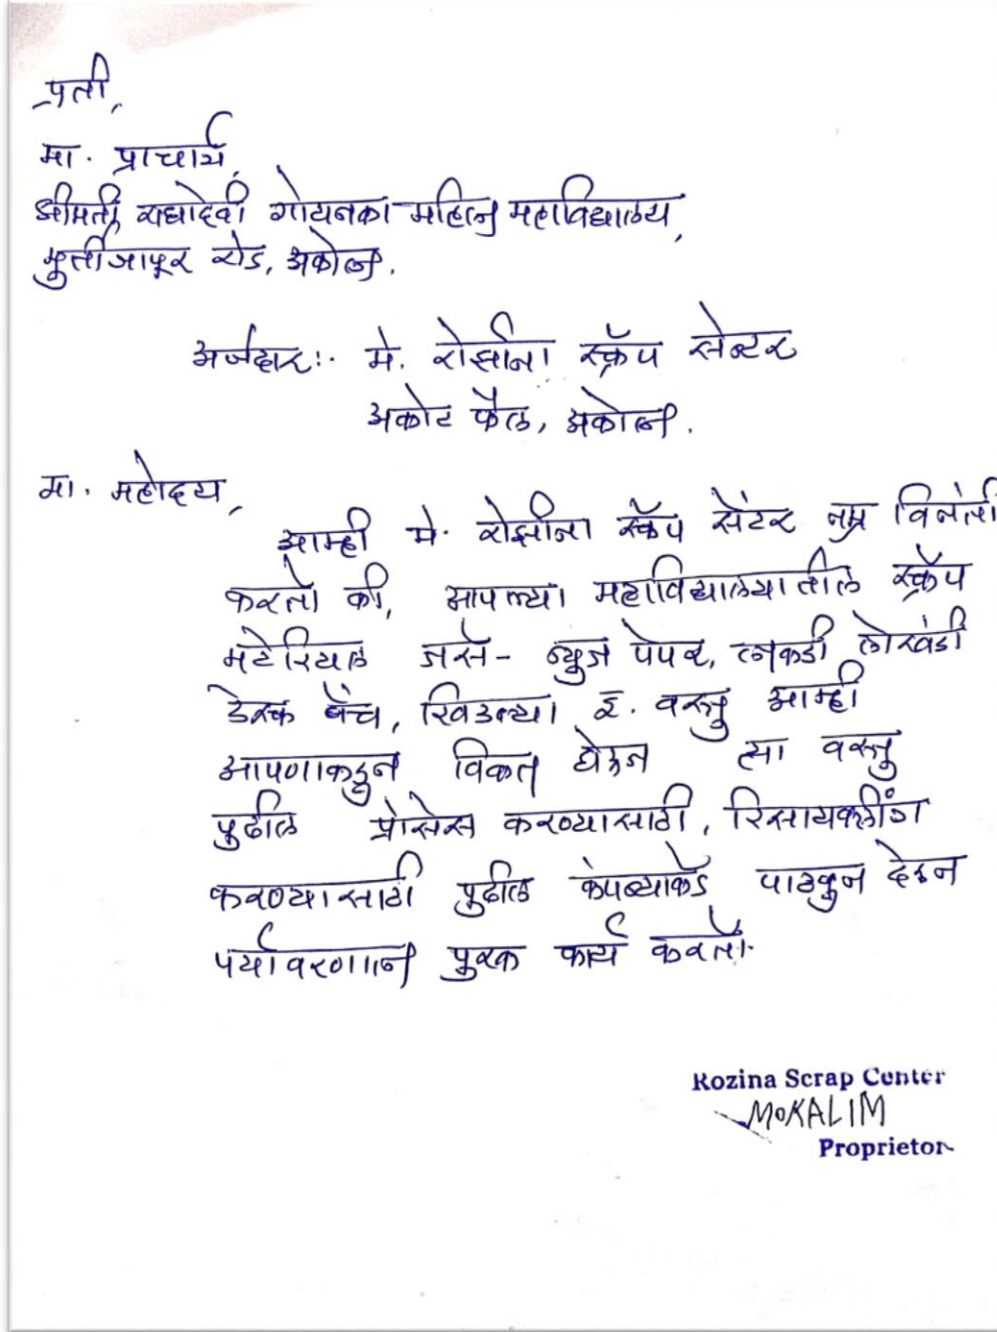 प्रती,
मा. प्राचार्य,
श्रीमती राधादेवी गोयनका महिला महाविद्यालय,
मुर्तीजापूर रोड, अकोला.
अर्जदार:- मे. रोझीना स्क्रॅप सेन्टर
अकोट फैल, अकोला.
मा. महोदय,
आम्ही मे. रोझीना स्क्रॅप सेंटर नम्र विनंती
करतो की, आपल्या महाविद्यालयातील स्क्रॅप
मटेरियल जसे- न्युज पेपर, लाकडी लोखंडी
डेस्क बेंच, खिडक्या इ. वस्तु आम्ही
आपणाकडुन विकत घेऊन त्या वस्तु
पुढील प्रोसेस करण्यासाठी, रिसायकलींग
करण्यासाठी पुढील कंपन्याकडे पाठवुन देऊन
पर्यावरणाला पुरक कार्य करतो.
Rozina Scrap Center
MOKALIM
Proprietor